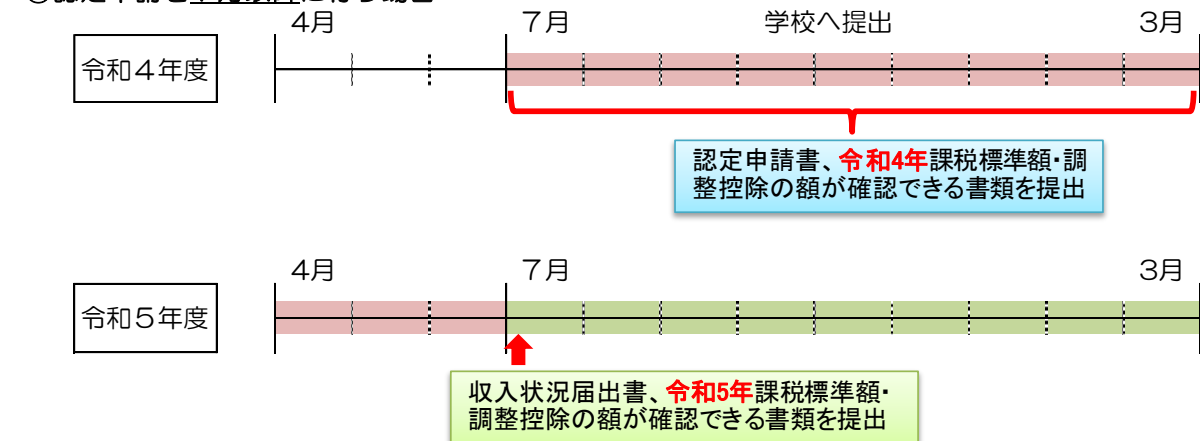 4月
7月
学校へ提出
3月
令和４年度
認定申請書、令和4年課税標準額・調
整控除の額が確認できる書類を提出
4月
7月
3月
令和５年度
収入状況届出書、令和5年課税標準額・
調整控除の額が確認できる書類を提出